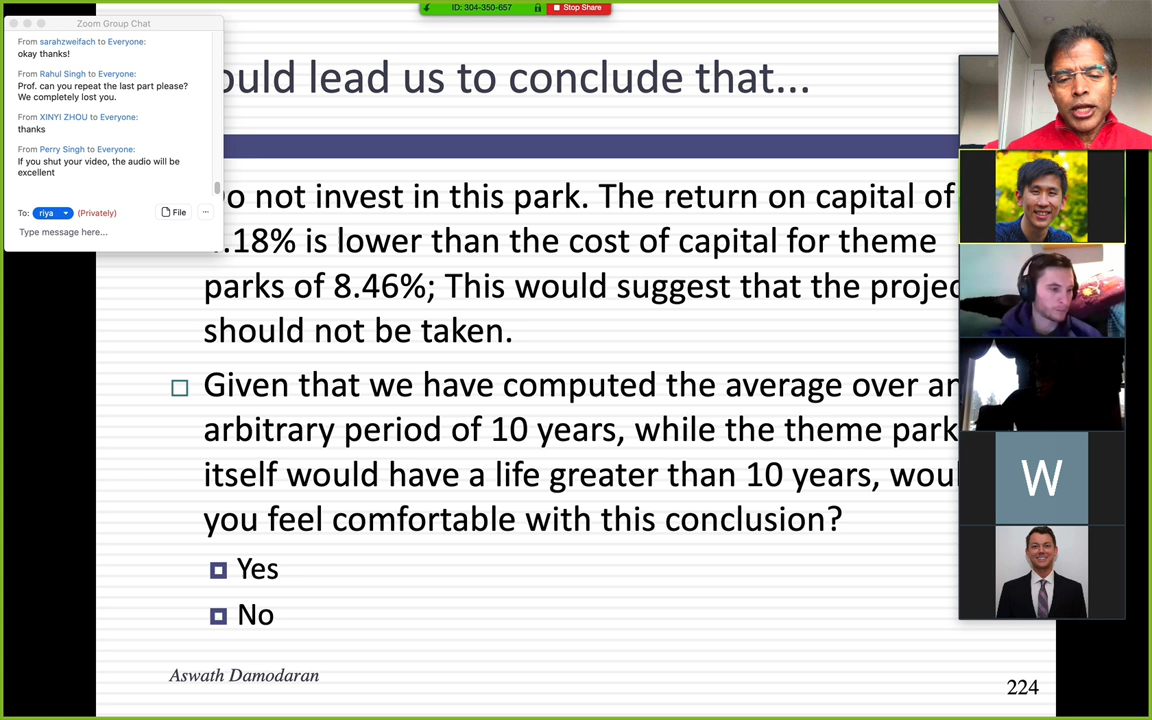 ID: 304-350-657
Stop Share
Zoom Group Chat
From sarahzweifach to Everyone:
okay thanks!
From Rahul Singh to Everyone:
Prof. can you repeat the last part please?
We completely lost you.
From XINYI ZHOU to Everyone:
thanks
From Perry Singh to Everyone:
If you shut your video, the audio will be
excellent
To: riya (Privately) File ...
Type message here...
ould lead us to conclude that...
o not invest in this park. The return on capital of
.18% is lower than the cost of capital for theme
parks of 8.46%; This would suggest that the projec
should not be taken.
Given that we have computed the average over an
arbitrary period of 10 years, while the theme park
itself would have a life greater than 10 years, woul
you feel comfortable with this conclusion?
Yes
No
Aswath Damodaran
224
W